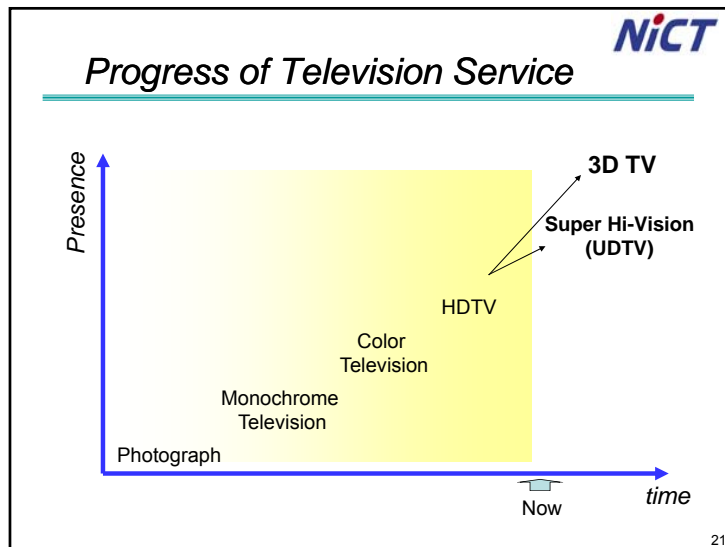 NiCT
Progress of Television Service
Presence
3D TV
Super Hi-Vision
(UDTV)
HDTV
Color
Television
Monochrome
Television
Photograph
time
Now
21